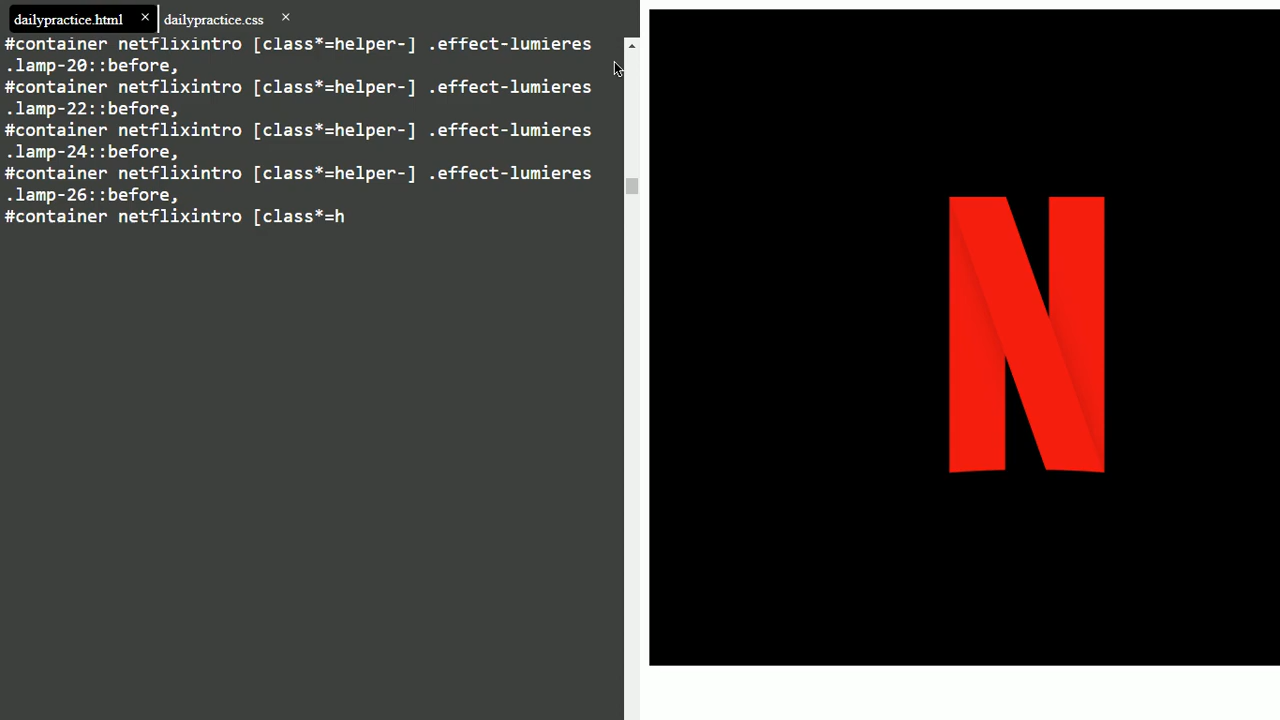 dailypractice.html × dailypractice.css ×
#container netflixintro [class*=helper-] .effect-lumieres
.lamp-20::before,
#container netflixintro [class*=helper-] .effect-lumieres
.lamp-22::before,
#container netflixintro [class*=helper-] .effect-lumieres
.lamp-24::before,
#container netflixintro [class*=helper-] .effect-lumieres
.lamp-26::before,
#container netflixintro [class*=h
N